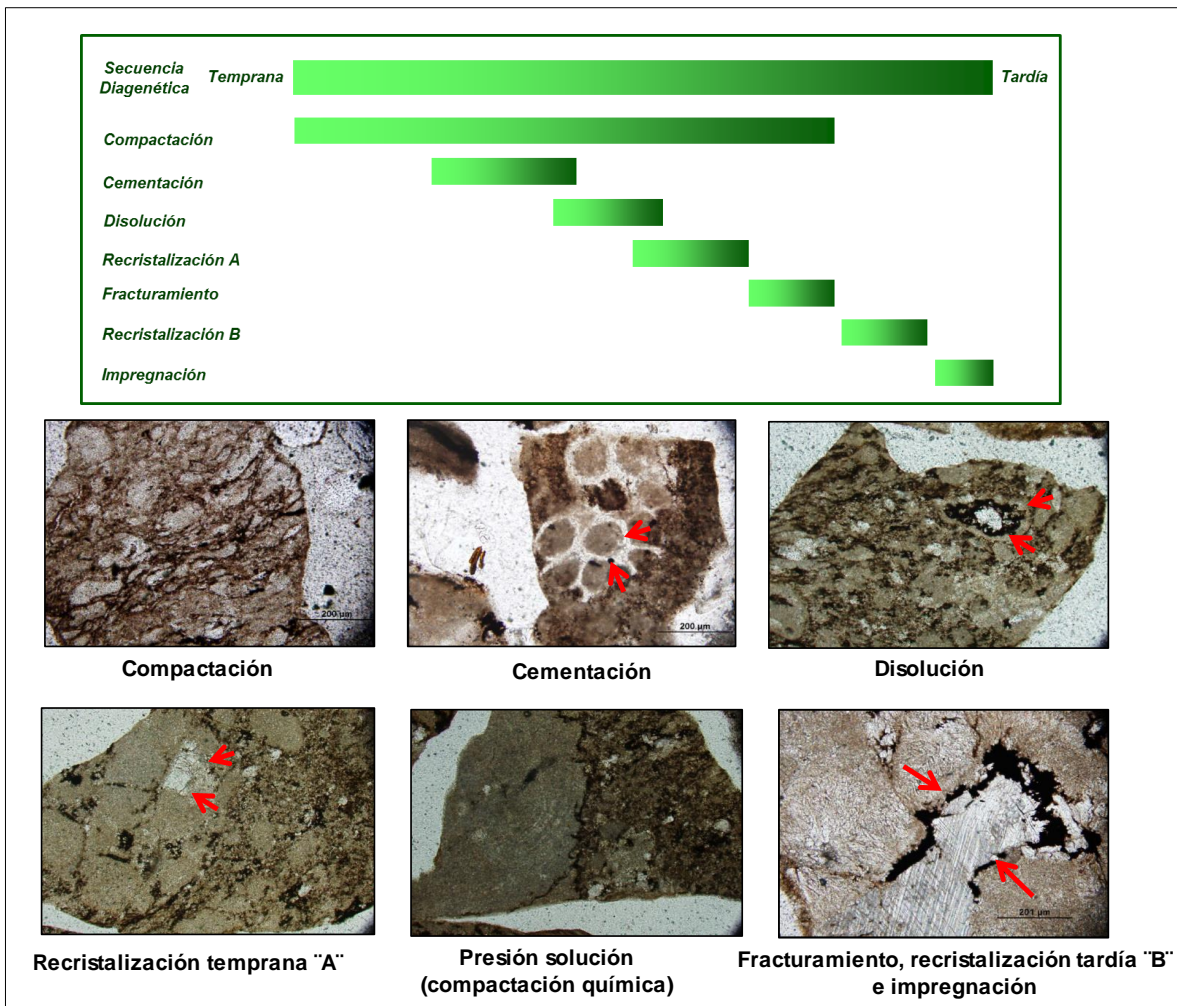 Secuencia Diagenética Temprana Tardía
Compactación
Cementación
Disolución
Recristalización A
Fracturamiento
Recristalización B
Impregnación
200 µm
200 µm
Compactación
Cementación
Disolución
201 µm
Recristalización temprana ¨A¨
Presión solución
(compactación química)
Fracturamiento, recristalización tardía ¨B¨
e impregnación